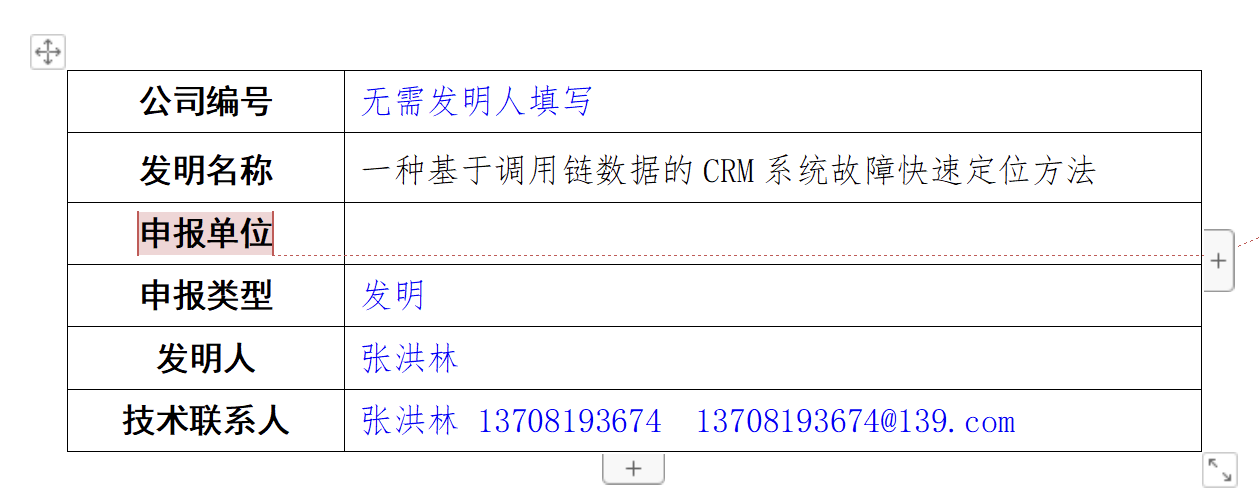 公司编号 无需发明人填写
发明名称 一种基于调用链数据的 CRM 系统故障快速定位方法
申报单位
申报类型 发明
发明人 张洪林
技术联系人 张洪林 13708193674 13708193674@139.com